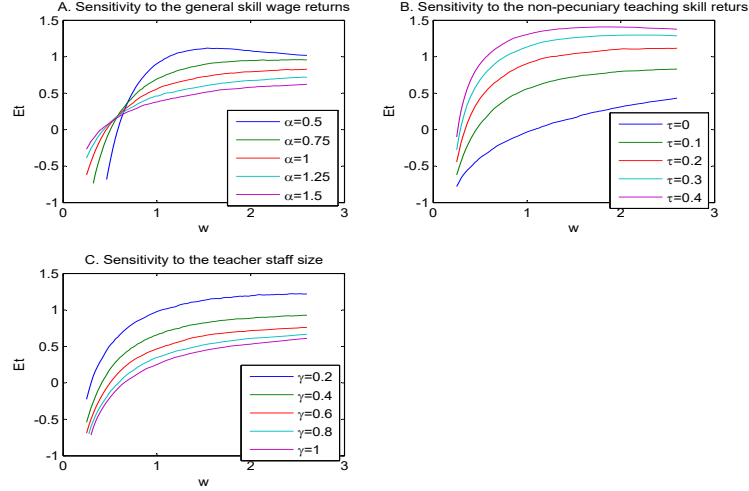 A. Sensitivity to the general skill wage returns
1.5
1
0.5
0
-0.5
-1
Et
0
1
2
3
w
α=0.5
α=0.75
α=1
α=1.25
α=1.5
B. Sensitivity to the non-pecuniary teaching skill returs
1.5
1
0.5
0
-0.5
-1
Et
0
1
2
3
w
τ=0
τ=0.1
τ=0.2
τ=0.3
τ=0.4
C. Sensitivity to the teacher staff size
1.5
1
0.5
0
-0.5
-1
Et
0
1
2
3
w
γ=0.2
γ=0.4
γ=0.6
γ=0.8
γ=1